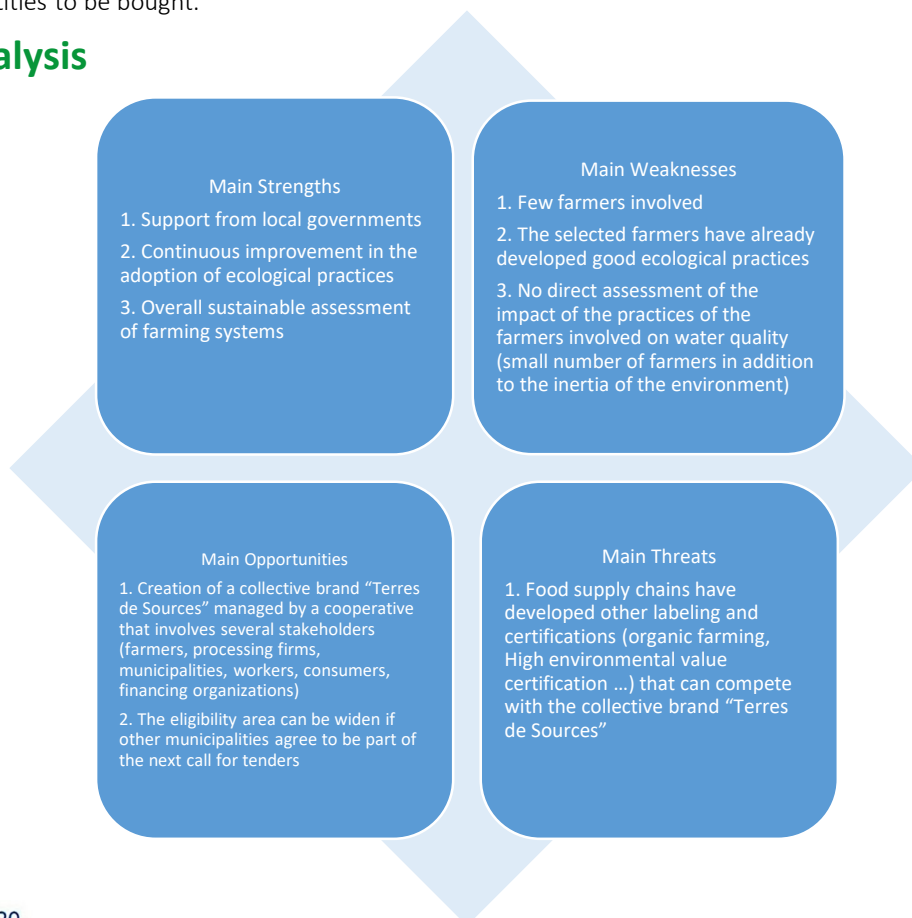 tities to be bought.
alysis
Main Strengths
1. Support from local governments
2. Continuous improvement in the
adoption of ecological practices
3. Overall sustainable assessment
of farming systems
Main Weaknesses
1. Few farmers involved
2. The selected farmers have already
developed good ecological practices
3. No direct assessment of the
impact of the practices of the
farmers involved on water quality
(small number of farmers in addition
to the inertia of the environment)
Main Opportunities
1. Creation of a collective brand “Terres
de Sources” managed by a cooperative
that involves several stakeholders
(farmers, processing firms,
municipalities, workers, consumers,
financing organizations)
2. The eligibility area can be widen if
other municipalities agree to be part of
the next call for tenders
Main Threats
1. Food supply chains have
developed other labeling and
certifications (organic farming,
High environmental value
certification …) that can compete
with the collective brand “Terres
de Sources”